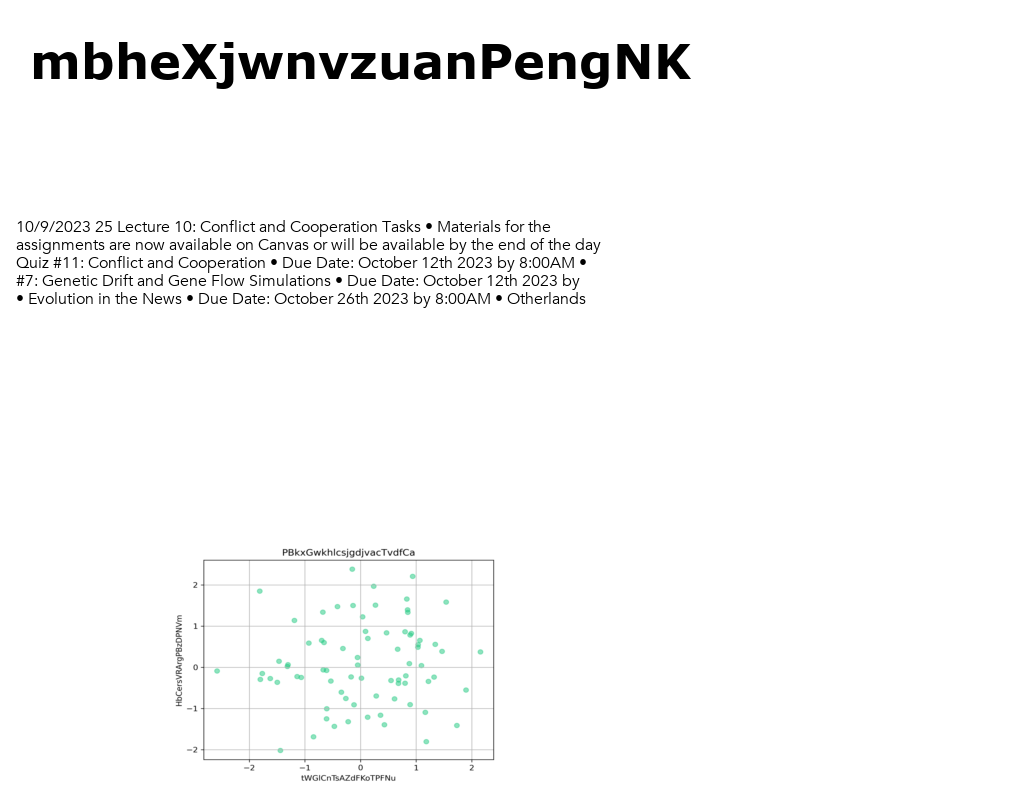 mbheXjwnvzuanPengNK
10/9/2023 25 Lecture 10: Conflict and Cooperation Tasks • Materials for the
assignments are now available on Canvas or will be available by the end of the day
Quiz #11: Conflict and Cooperation • Due Date: October 12th 2023 by 8:00AM •
#7: Genetic Drift and Gene Flow Simulations • Due Date: October 12th 2023 by
• Evolution in the News • Due Date: October 26th 2023 by 8:00AM • Otherlands
PBkxGwkhlcsjgdjvacTvdfCa
HbCersVRArgPBzDPNVm
2
1
0
−1
−2
−2 −1 0 1 2
tWGlCnTsAZdFKoTPFNu